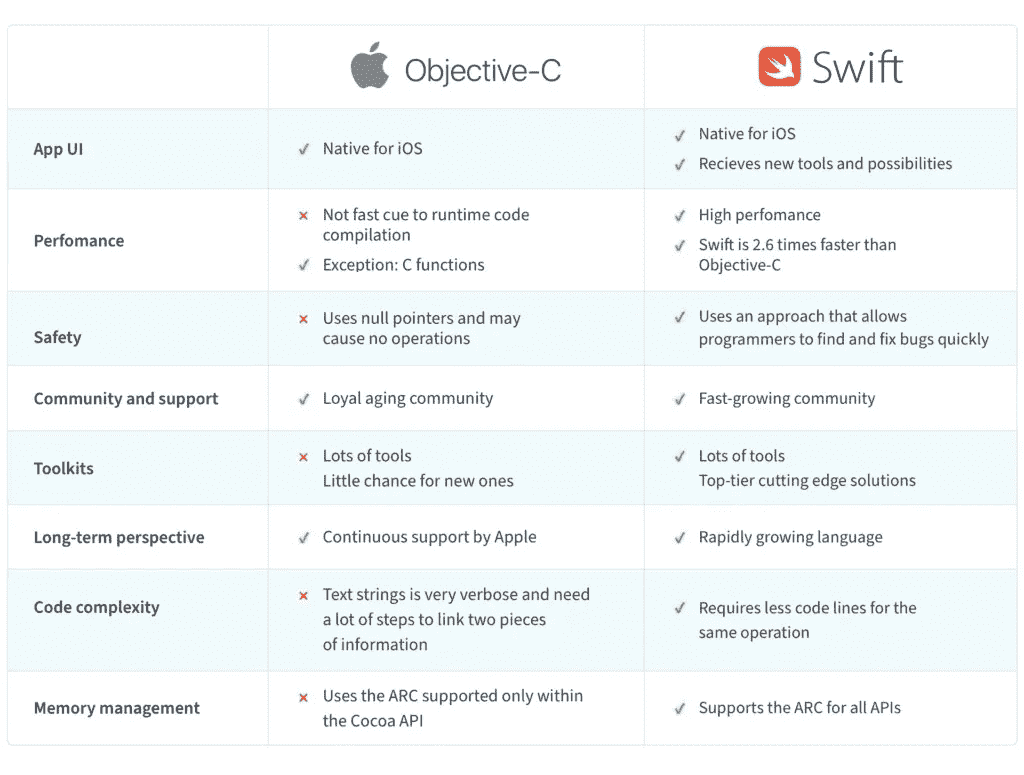 Objective-C
Swift
App UI
Native for iOS
Native for iOS
Recieves new tools and possibilities
Perfomance
Not fast cue to runtime code
compilation
Exception: C functions
High perfomance
Swift is 2.6 times faster than
Objective-C
Safety
Uses null pointers and may
cause no operations
Uses an approach that allows
programmers to find and fix bugs quickly
Community and support
Loyal aging community
Fast-growing community
Toolkits
Lots of tools
Little chance for new ones
Lots of tools
Top-tier cutting edge solutions
Long-term perspective
Continuous support by Apple
Rapidly growing language
Code complexity
Text strings is very verbose and need
a lot of steps to link two pieces
of information
Requires less code lines for the
same operation
Memory management
Uses the ARC supported only within
the Cocoa API
Supports the ARC for all APIs